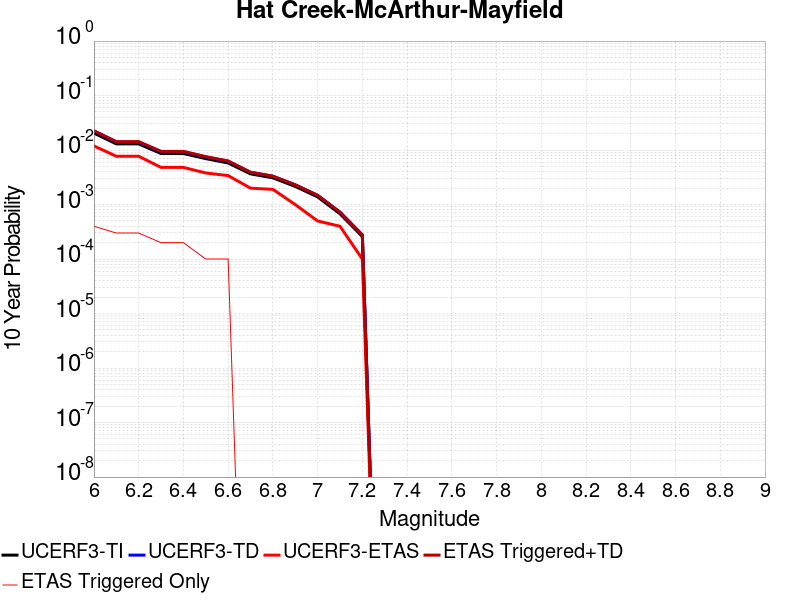 Hat Creek-McArthur-Mayfield
10 0
10 -1
10 -2
10 -3
10 -4
10 -5
10 -6
10 -7
10 -8
10 Year Probability
6 6.2 6.4 6.6 6.8 7 7.2 7.4 7.6 7.8 8 8.2 8.4 8.6 8.8 9
Magnitude
UCERF3-TI UCERF3-TD UCERF3-ETAS ETAS Triggered+TD
ETAS Triggered Only